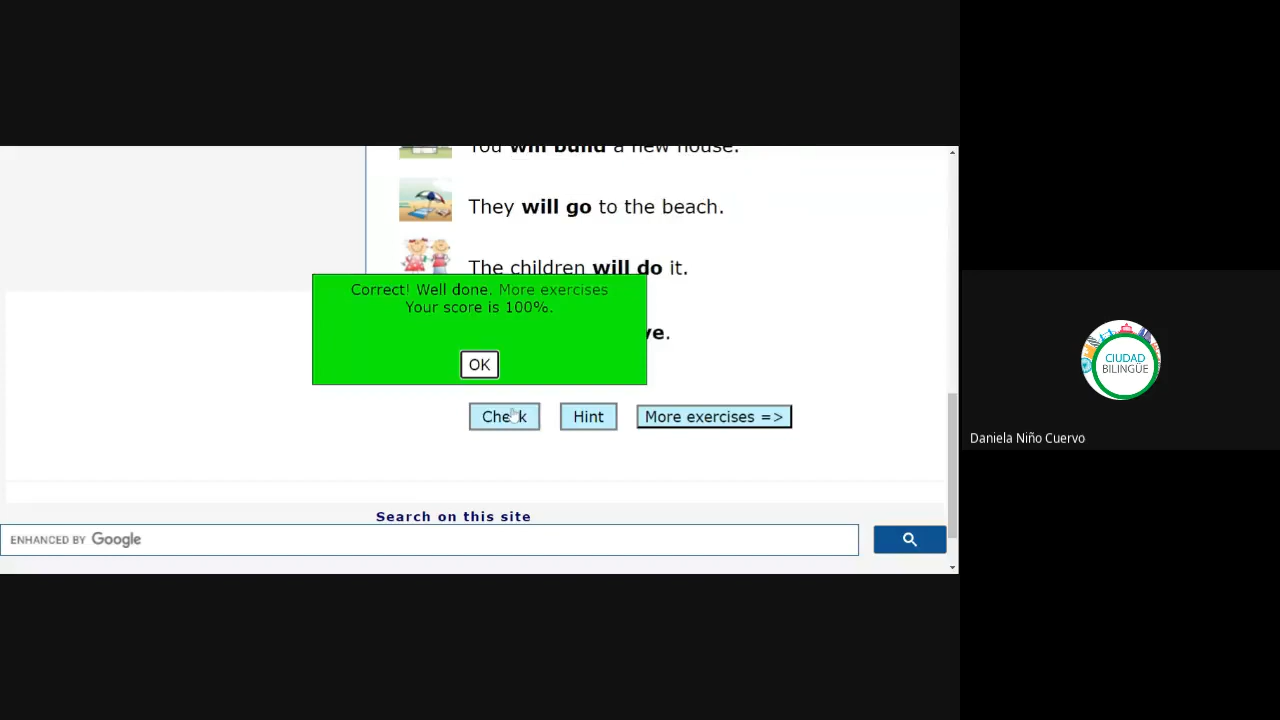 You will build a new house.
They will go to the beach.
The children will do it.
Correct! Well done. More exercises
Your score is 100%.
ve.
OK
Check
Hint
More exercises =>
Search on this site
ENHANCED BY Google
CIUDAD
BILINGÜE
Daniela Niño Cuervo